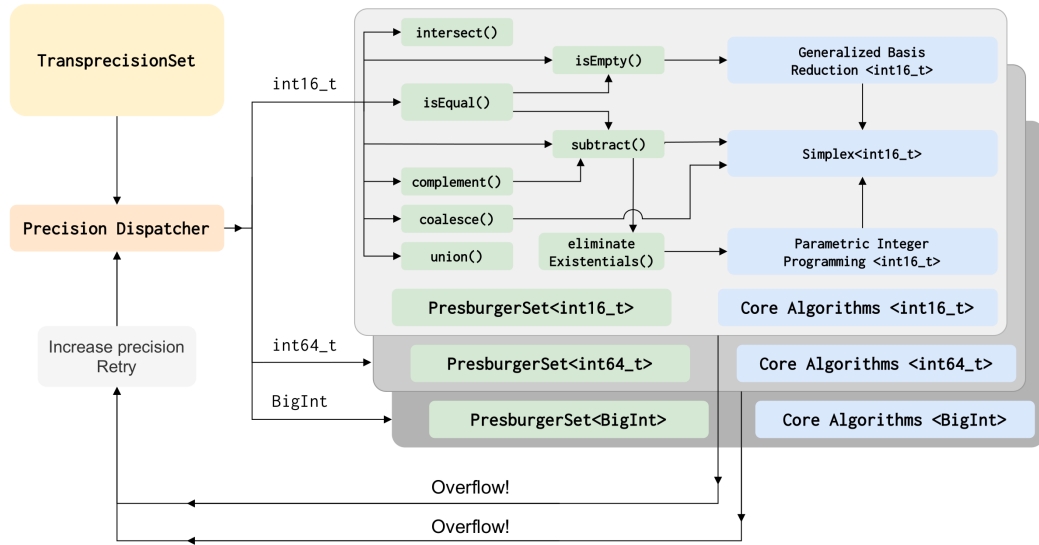 TransprecisionSet
Precision Dispatcher
Increase precision
Retry
int16_t
int64_t
BigInt
intersect()
isEmpty()
isEqual()
subtract()
complement()
coalesce()
eliminate
Existentials()
union()
Generalized Basis
Reduction <int16_t>
Simplex<int16_t>
Parametric Integer
Programming <int16_t>
PresburgerSet<int16_t>
Core Algorithms <int16_t>
PresburgerSet<int64_t>
Core Algorithms <int64_t>
PresburgerSet<BigInt>
Core Algorithms <BigInt>
Overflow!
Overflow!